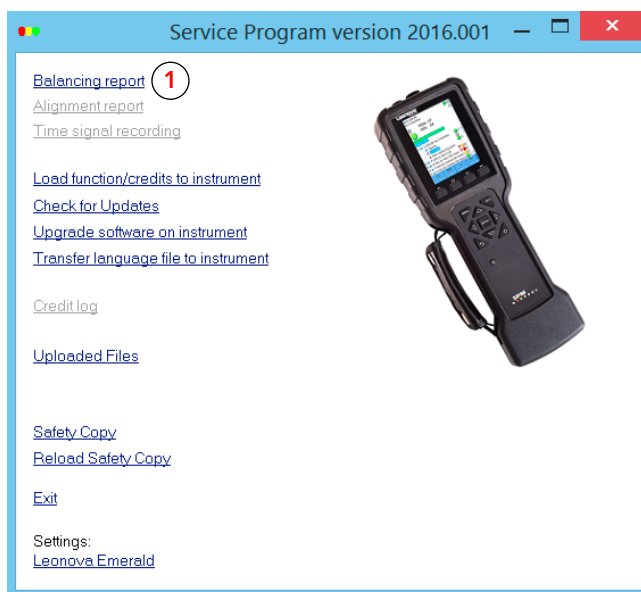 Service Program version 2016.001
Balancing report 1
Alignment report
Time signal recording
Load function/credits to instrument
Check for Updates
Upgrade software on instrument
Transfer language file to instrument
Credit log
Uploaded Files
Safety Copy
Reload Safety Copy
Exit
Settings:
Leonova Emerald
Leonova
SPM